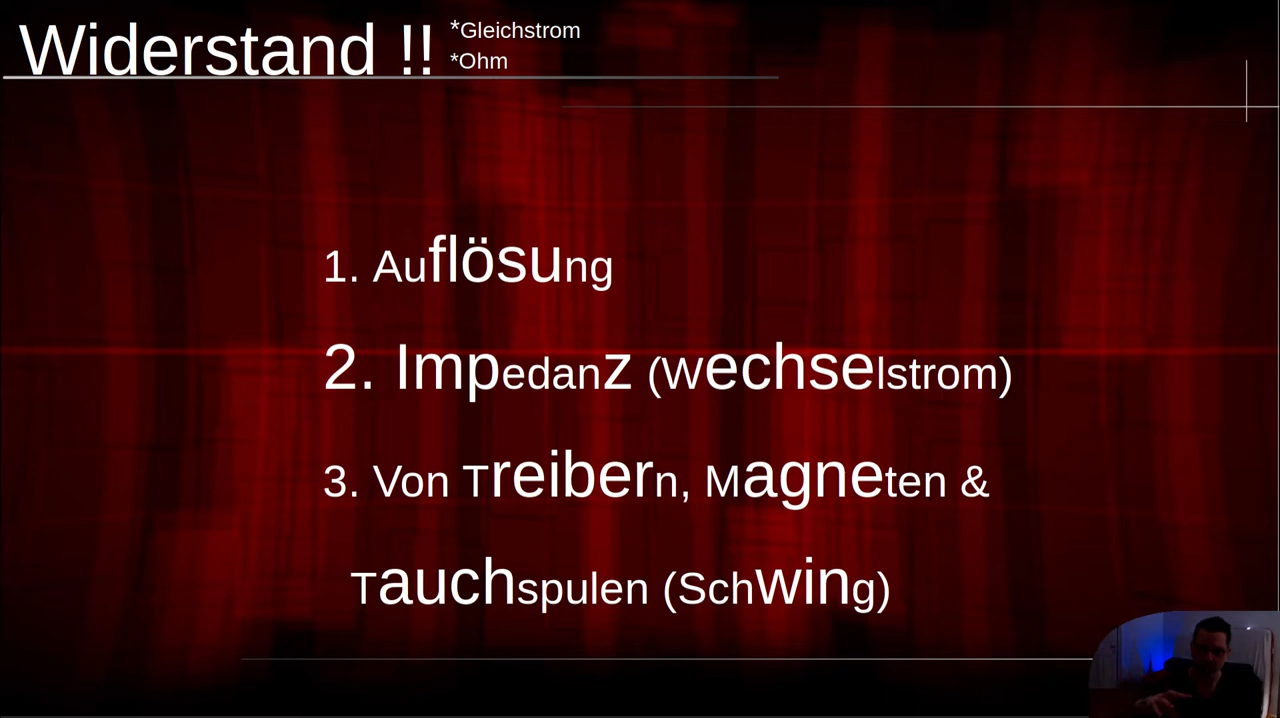 Widerstand !!
*Gleichstrom
*Ohm
1. Auflösung
2. Impedanz (Wechselstrom)
3. Von Treibern, Magneten &
Tauchspulen (Schwing)